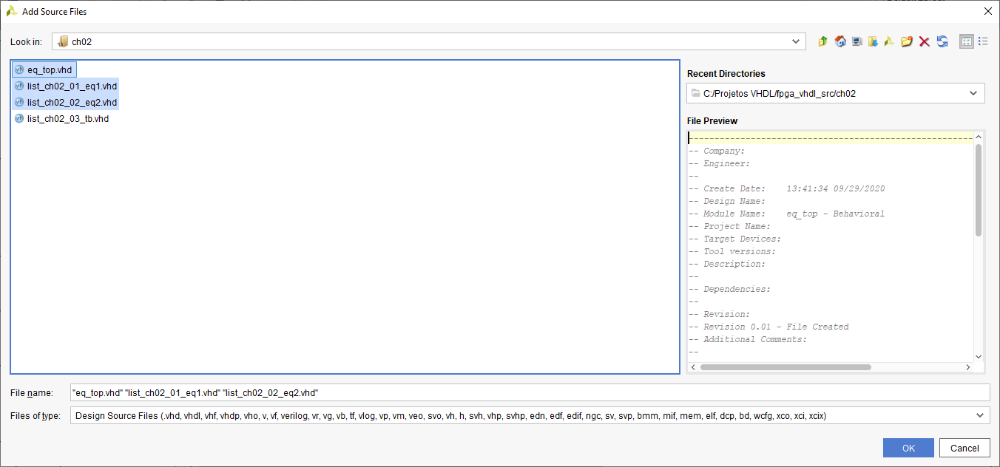 Add Source Files
Look in: ch02
eq_top.vhd
list_ch02_01_eq1.vhd
list_ch02_02_eq2.vhd
list_ch02_03_tb.vhd
Recent Directories
C:/Projetos VHDL/fpga_vhdl_src/ch02
File Preview
--------------------------------------------------------
-- Company:
-- Engineer:
--
-- Create Date:    13:41:34 09/29/2020
-- Design Name:
-- Module Name:    eq_top - Behavioral
-- Project Name:
-- Target Devices:
-- Tool versions:
-- Description:
--
-- Dependencies:
--
-- Revision:
-- Revision 0.01 - File Created
-- Additional Comments:
--
File name: "eq_top.vhd" "list_ch02_01_eq1.vhd" "list_ch02_02_eq2.vhd"
Files of type: Design Source Files (.vhd, vhdl, vhf, vhdp, vho, v, vf, verilog, vr, vg, vb, tf, vlog, vp, vm, veo, svo, vh, h, svh, vhp, svhp, edn, edf, edif, ngc, sv, svp, bmm, mif, mem, elf, dcp, bd, wcfg, xco, xci, xcix)
OK Cancel